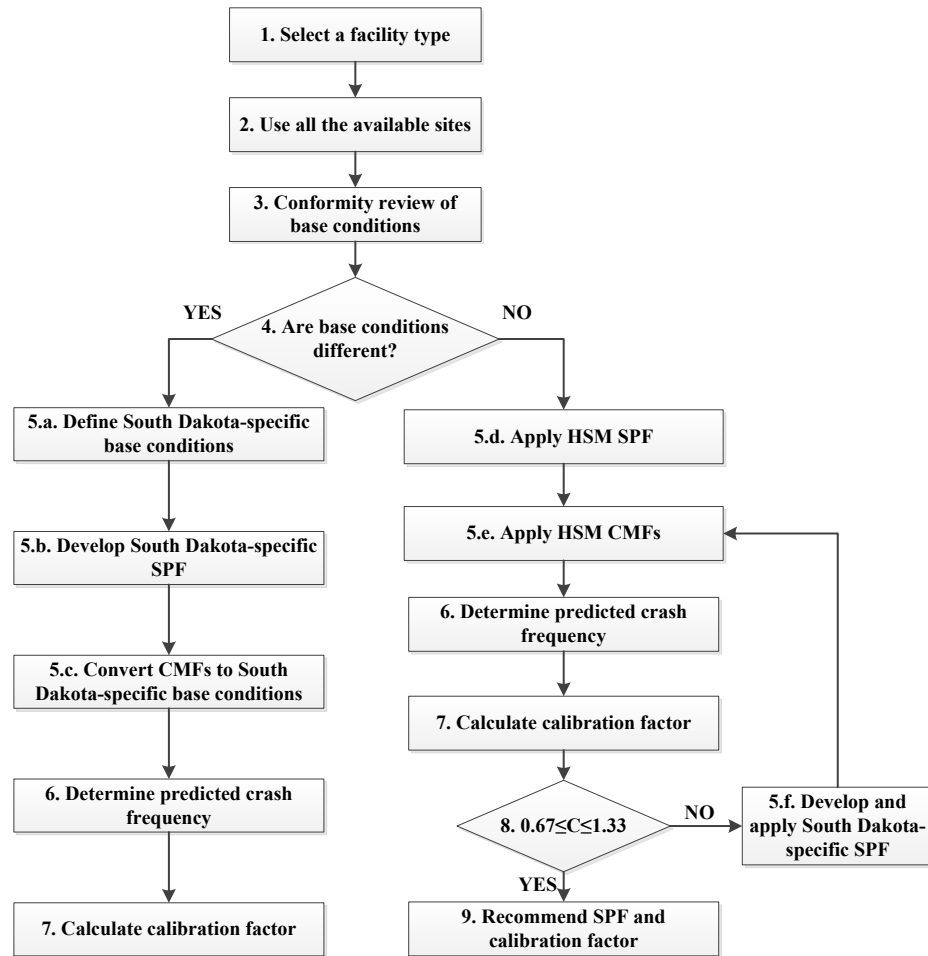 1. Select a facility type
2. Use all the available sites
3. Conformity review of
base conditions
YES
NO
4. Are base conditions
different?
5.a. Define South Dakota-specific
base conditions
5.b. Develop South Dakota-specific
SPF
5.c. Convert CMFs to South
Dakota-specific base conditions
6. Determine predicted crash
frequency
7. Calculate calibration factor
5.d. Apply HSM SPF
5.e. Apply HSM CMFs
6. Determine predicted crash
frequency
7. Calculate calibration factor
8. 0.67≤C≤1.33
NO
5.f. Develop and
apply South Dakota-
specific SPF
YES
9. Recommend SPF and
calibration factor